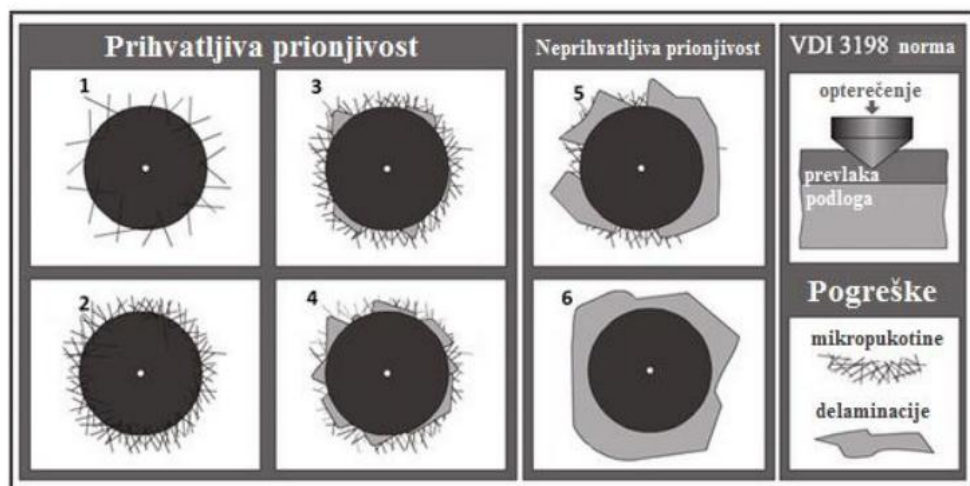 Prihvatljiva prionjivost
1
3
2
4
Neprihvatljiva prionjivost
5
6
VDI 3198 norma
opterečenje
prevlaka
podloga
Pogreške
mikropukotine
delaminacije